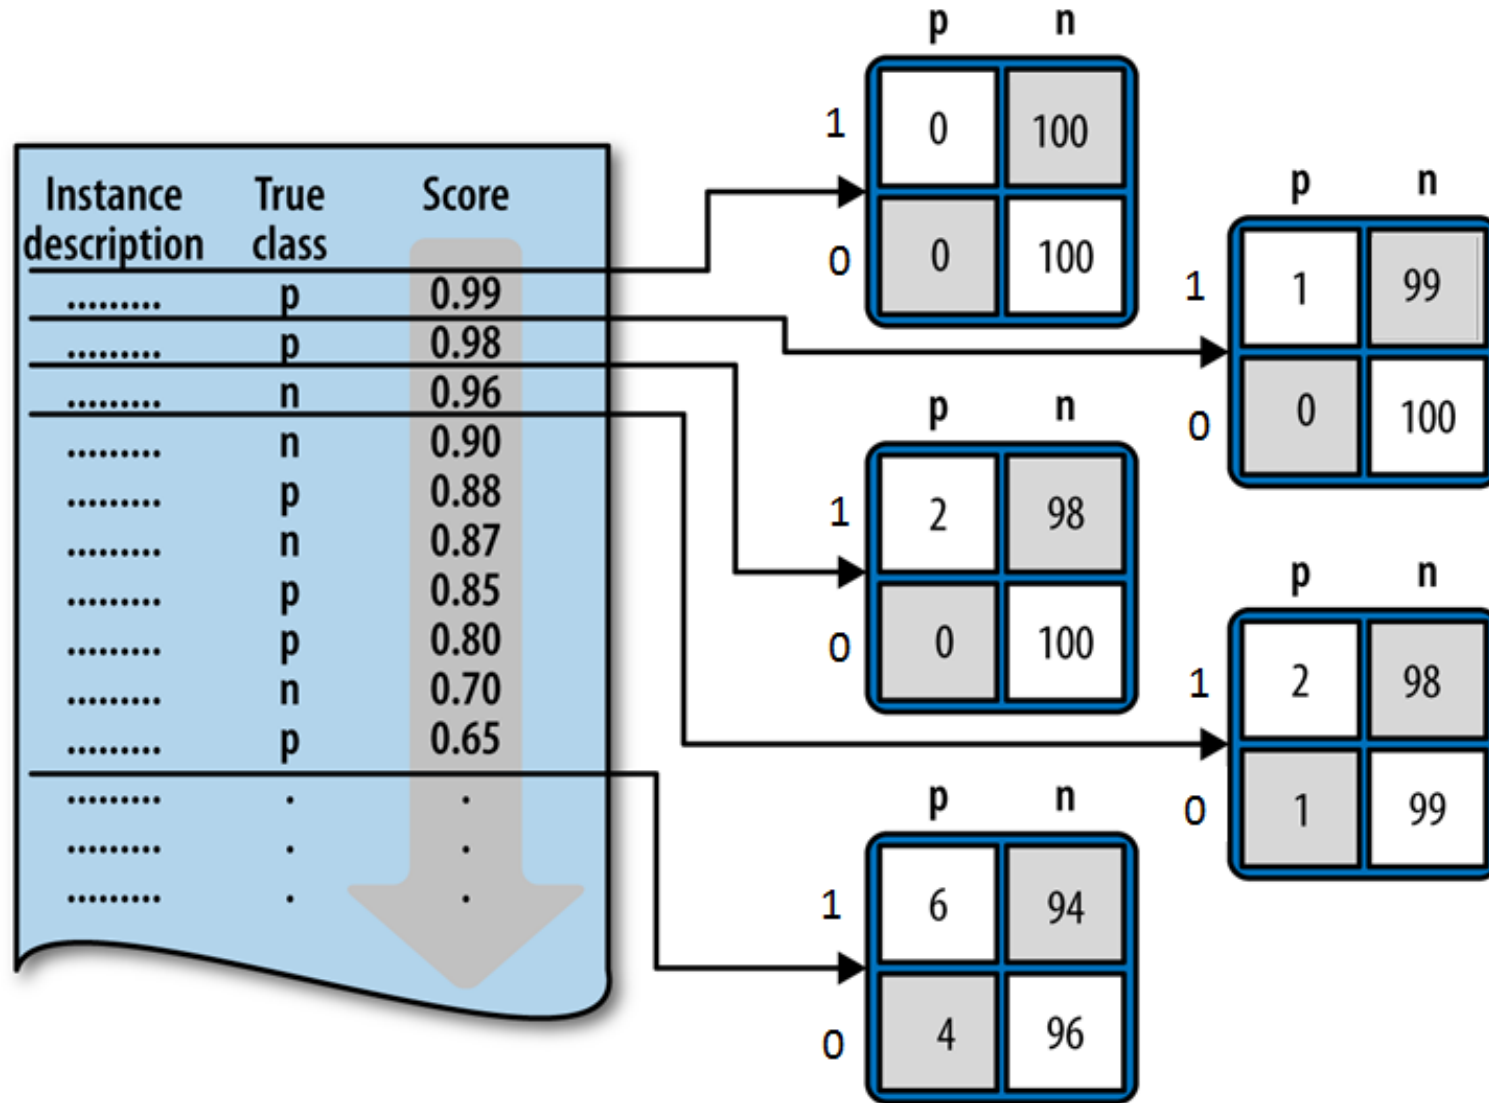 Instance description True class Score
......... p 0.99
......... p 0.98
......... n 0.96
......... n 0.90
......... p 0.88
......... n 0.87
......... p 0.85
......... p 0.80
......... n 0.70
......... p 0.65
......... . .
......... . .
......... . .
p n
1 0 100
0 0 100
p n
1 1 99
0 0 100
p n
1 2 98
0 0 100
p n
1 2 98
0 1 99
p n
1 6 94
0 4 96